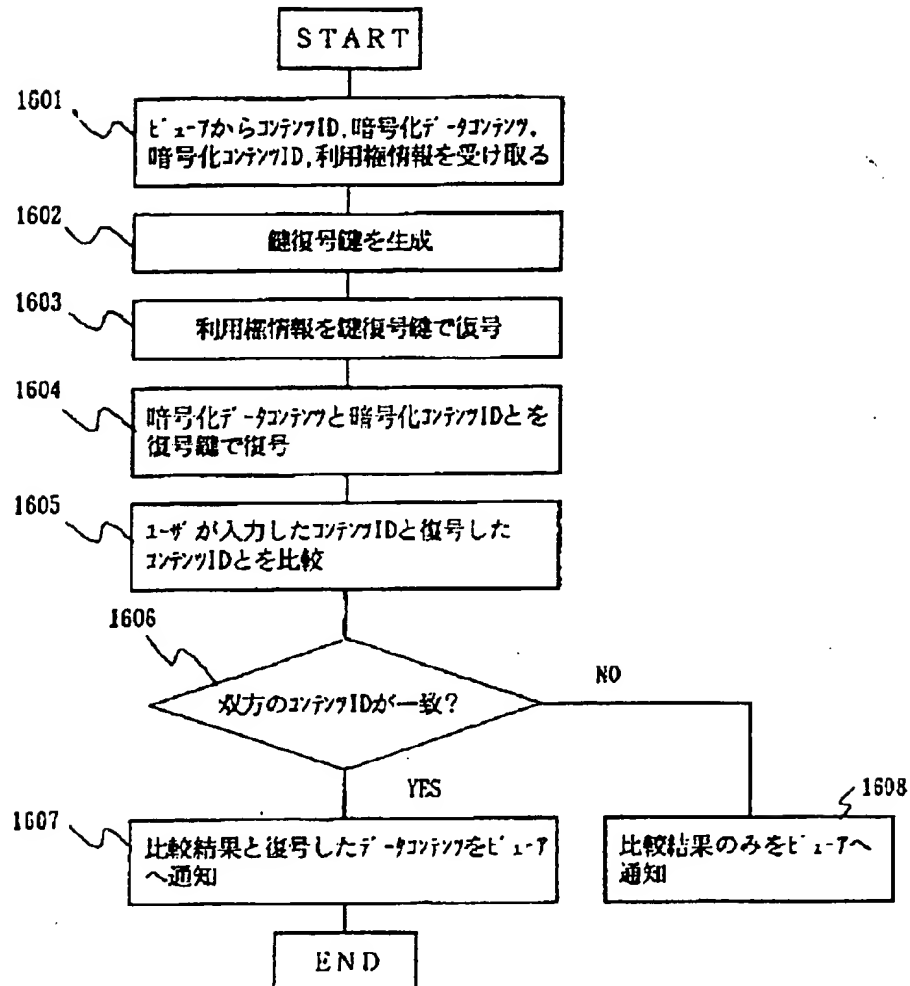 START
1601
ビューアからコンテンツID,暗号化データコンテンツ,
暗号化コンテンツID,利用権情報を受け取る
1602
鍵復号鍵を生成
1603
利用権情報を鍵復号鍵で復号
1604
暗号化データコンテンツと暗号化コンテンツIDとを
復号鍵で復号
1605
ユーザが入力したコンテンツIDと復号した
コンテンツIDとを比較
1606
双方のコンテンツIDが一致?
NO
YES
1607
比較結果と復号したデータコンテンツをビューア
へ通知
1608
比較結果のみをビューアへ
通知
END